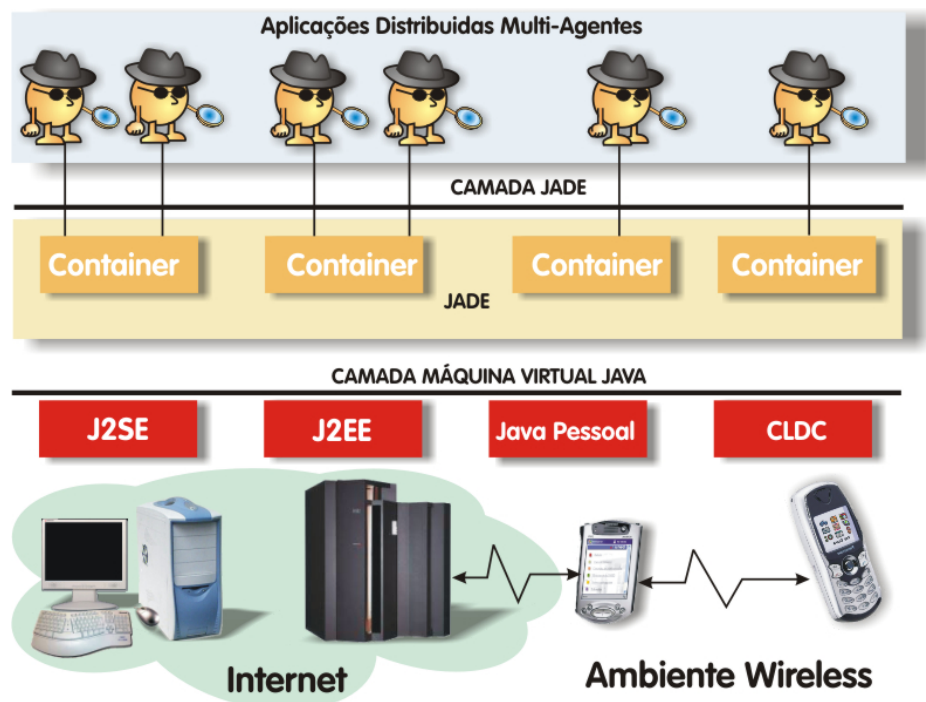 Aplicações Distribuidas Multi-Agentes
CAMADA JADE
Container
Container
Container
Container
JADE
CAMADA MÁQUINA VIRTUAL JAVA
J2SE
J2EE
Java Pessoal
CLDC
Internet
Ambiente Wireless